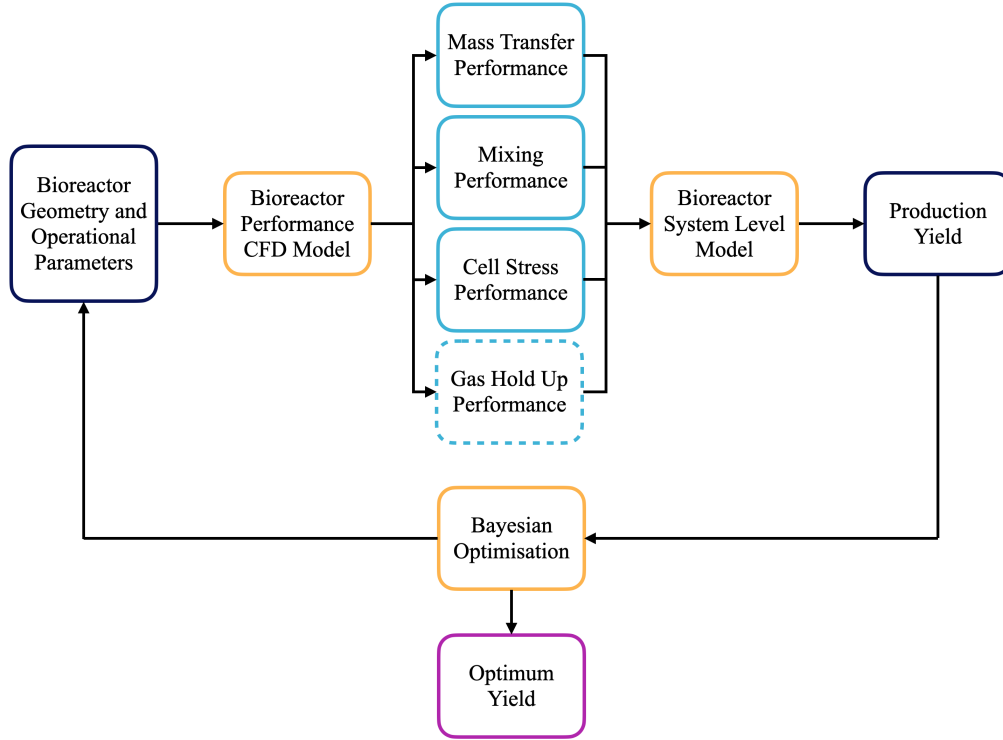 Mass Transfer
Performance
Mixing
Performance
Bioreactor
Geometry and
Operational
Parameters
Bioreactor
Performance
CFD Model
Bioreactor
System Level
Model
Production
Yield
Cell Stress
Performance
Gas Hold Up
Performance
Bayesian
Optimisation
Optimum
Yield